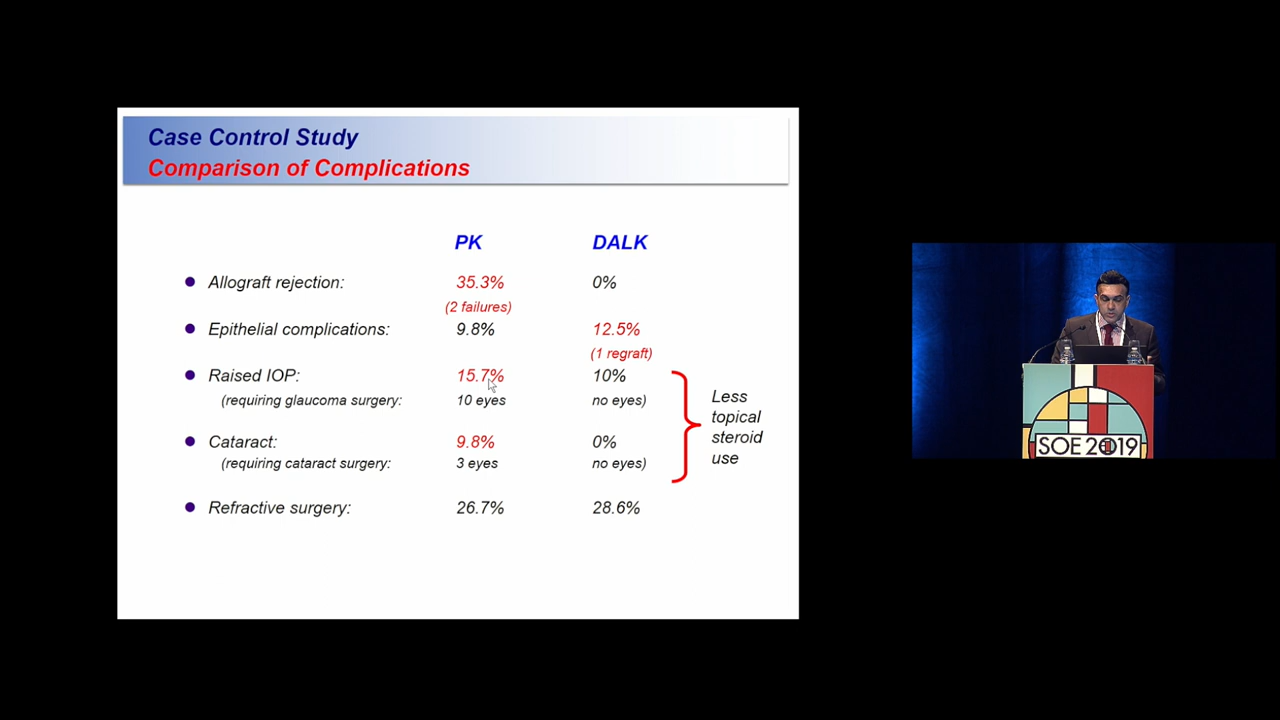 Case Control Study
Comparison of Complications
PK DALK
Allograft rejection: 35.3% 0%
(2 failures)
Epithelial complications: 9.8% 12.5%
(1 regraft)
Raised IOP: 15.7% 10%
(requiring glaucoma surgery: 10 eyes no eyes)
Cataract: 9.8% 0%
(requiring cataract surgery: 3 eyes no eyes)
Refractive surgery: 26.7% 28.6%
Less
topical
steroid
use
SOE 2019